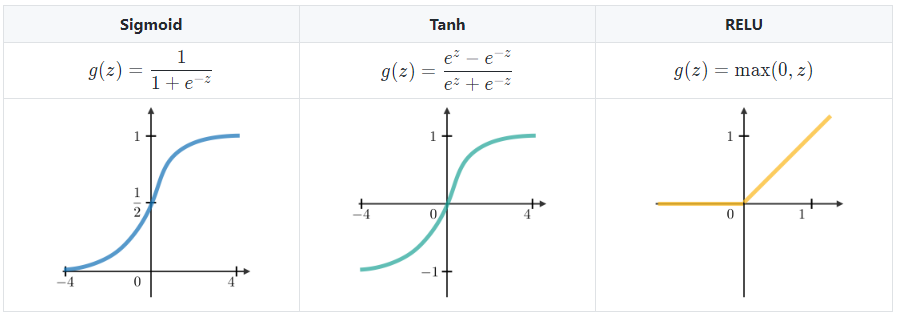 Sigmoid
Tanh
RELU
g(z) = 1 / (1 + e^{-z})
g(z) = (e^z − e^{-z}) / (e^z + e^{-z})
g(z) = max(0, z)
1
1/2
−4
0
4
1
−4
0
4
−1
1
0
1